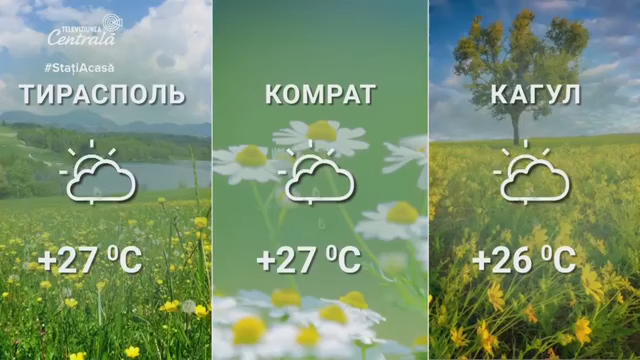 TELEVIZIUNEA
Centrală
#StațiAcasă
ТИРАСПОЛЬ
КОМРАТ
КАГУЛ
+27 ⁰C
+27 ⁰C
+26 ⁰C